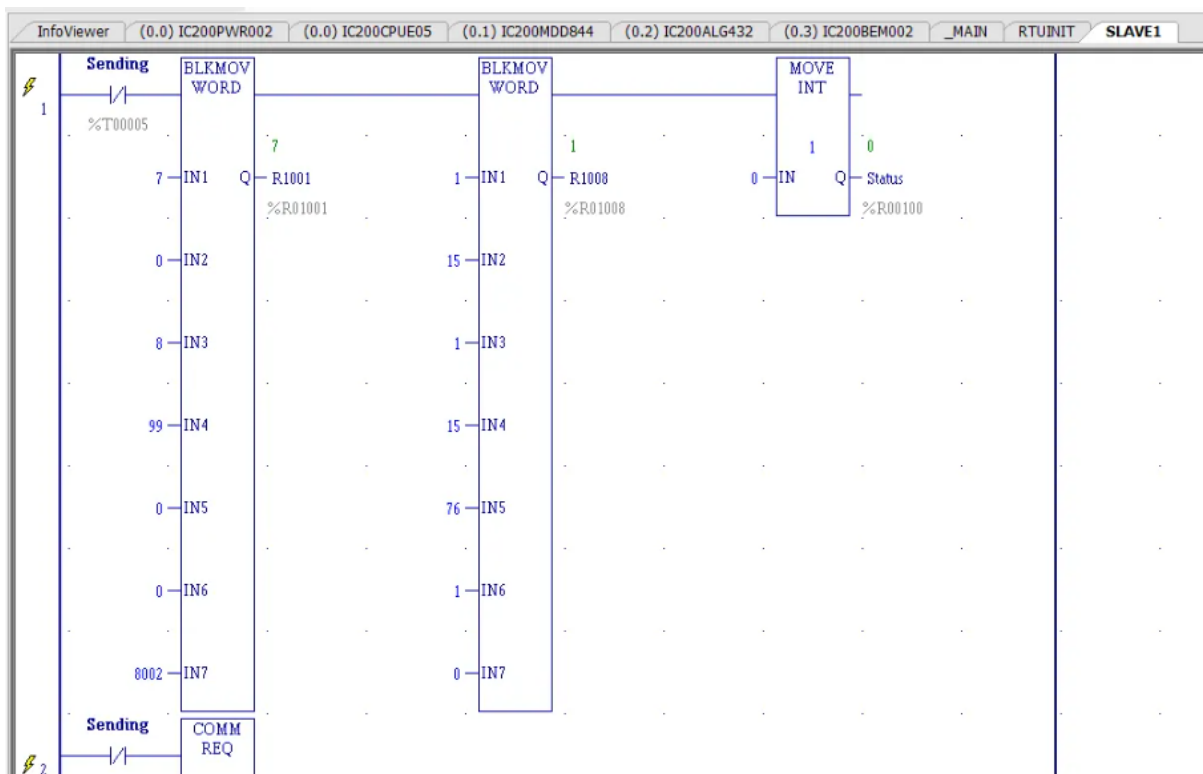 InfoViewer (0.0) IC200PWR002 (0.0) IC200CPUE05 (0.1) IC200MDD844 (0.2) IC200ALG432 (0.3) IC200BEM002 _MAIN RTUINIT SLAVE1
Sending BLKMOV BLKMOV MOVE
WORD WORD INT
1
%T00005
7 1 1 0
7 IN1 Q R1001 1 IN1 Q R1008 0 IN Q Status
%R01001 %R01008 %R00100
0 IN2 15 IN2
8 IN3 1 IN3
99 IN4 15 IN4
0 IN5 76 IN5
0 IN6 1 IN6
8002 IN7 0 IN7
Sending COMM
REQ
2